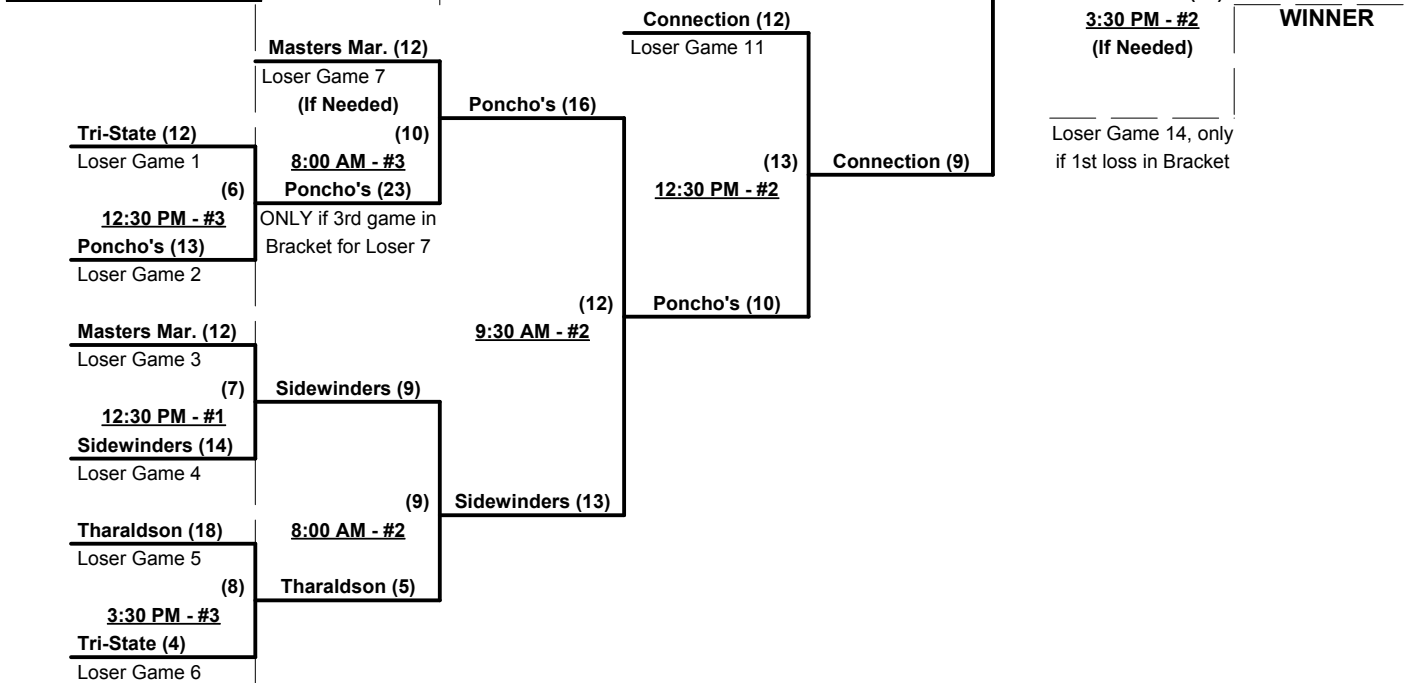 Connection (12)
Loser Game 11
3:30 PM - #2
(If Needed)
WINNER
Masters Mar. (12)
Loser Game 7
(If Needed)
(10)
8:00 AM - #3
Poncho's (23)
ONLY if 3rd game in
Bracket for Loser 7
Poncho's (16)
Tri-State (12)
Loser Game 1
(6)
12:30 PM - #3
Poncho's (13)
Loser Game 2
(13)
12:30 PM - #2
Connection (9)
Loser Game 14, only
if 1st loss in Bracket
(12)
9:30 AM - #2
Poncho's (10)
Masters Mar. (12)
Loser Game 3
(7)
12:30 PM - #1
Sidewinders (14)
Loser Game 4
Sidewinders (9)
(9)
8:00 AM - #2
Sidewinders (13)
Tharaldson (18)
Loser Game 5
(8)
3:30 PM - #3
Tri-State (4)
Loser Game 6
Tharaldson (5)